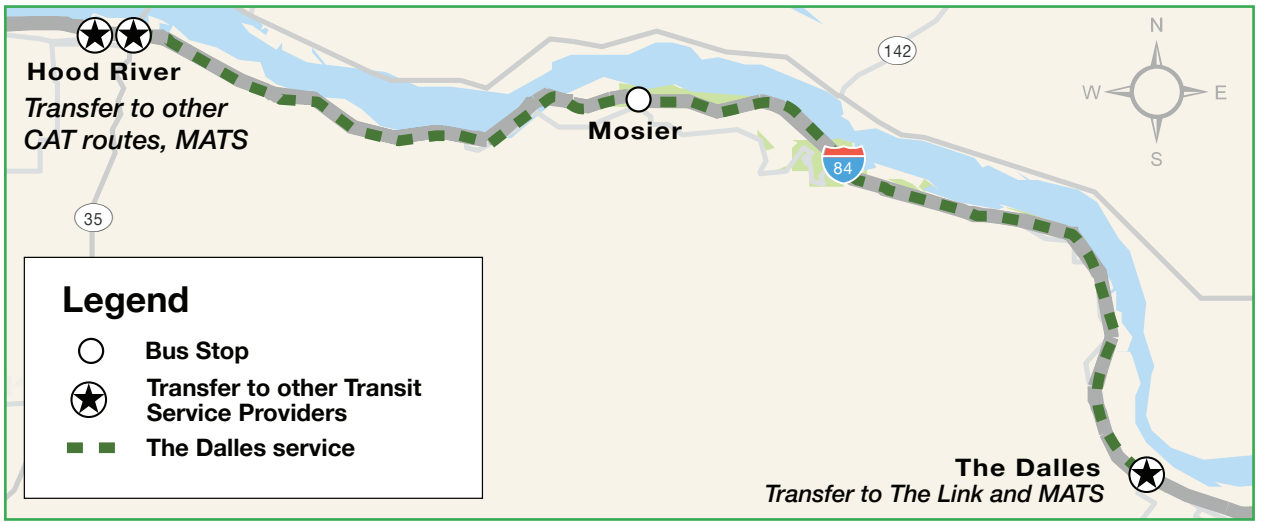 Hood River
Transfer to other
CAT routes, MATS
35
Mosier
142
84
N
W
E
S
Legend
Bus Stop
Transfer to other Transit
Service Providers
The Dalles service
The Dalles
Transfer to The Link and MATS